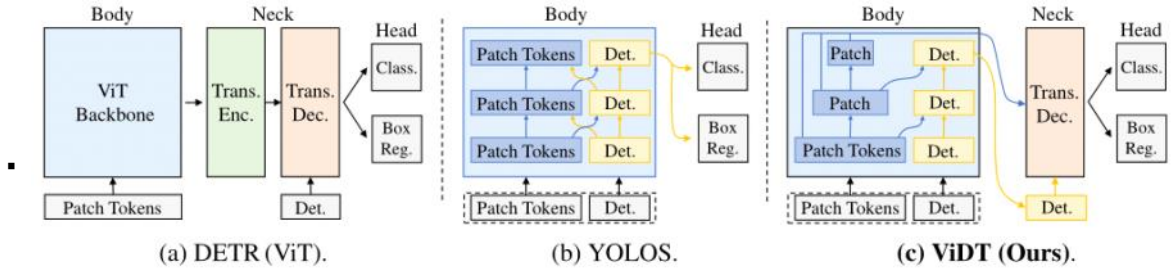 Body
Neck
Head
ViT
Backbone
Trans.
Enc.
Trans.
Dec.
Class.
Box
Reg.
Patch Tokens
Det.
(a) DETR (ViT).
Body
Head
Patch Tokens
Det.
Patch Tokens
Det.
Patch Tokens
Det.
Class.
Box
Reg.
Patch Tokens
Det.
(b) YOLOS.
Body
Neck
Head
Patch
Det.
Patch
Det.
Patch Tokens
Det.
Trans.
Dec.
Class.
Box
Reg.
Patch Tokens
Det.
Det.
(c) ViDT (Ours).